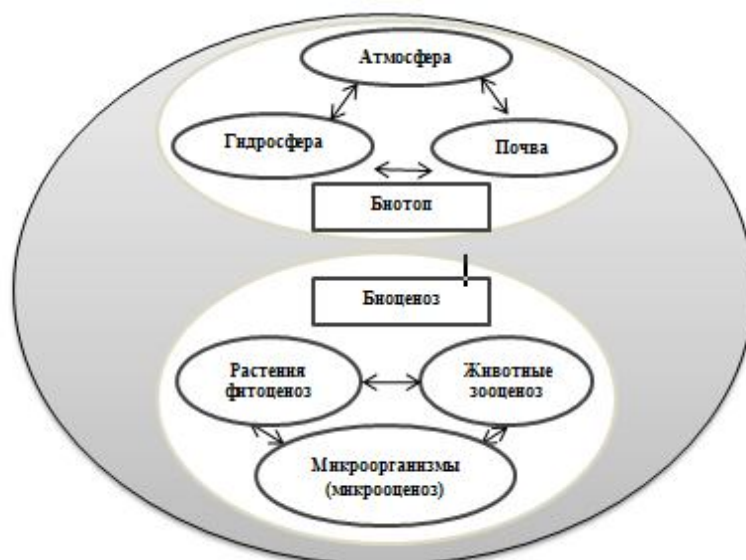 Атмосфера
Гидросфера
Почва
Биотоп
Биоценоз
Растения
фитоценоз
Животные
зооценоз
Микроорганизмы
(микрооценоз)